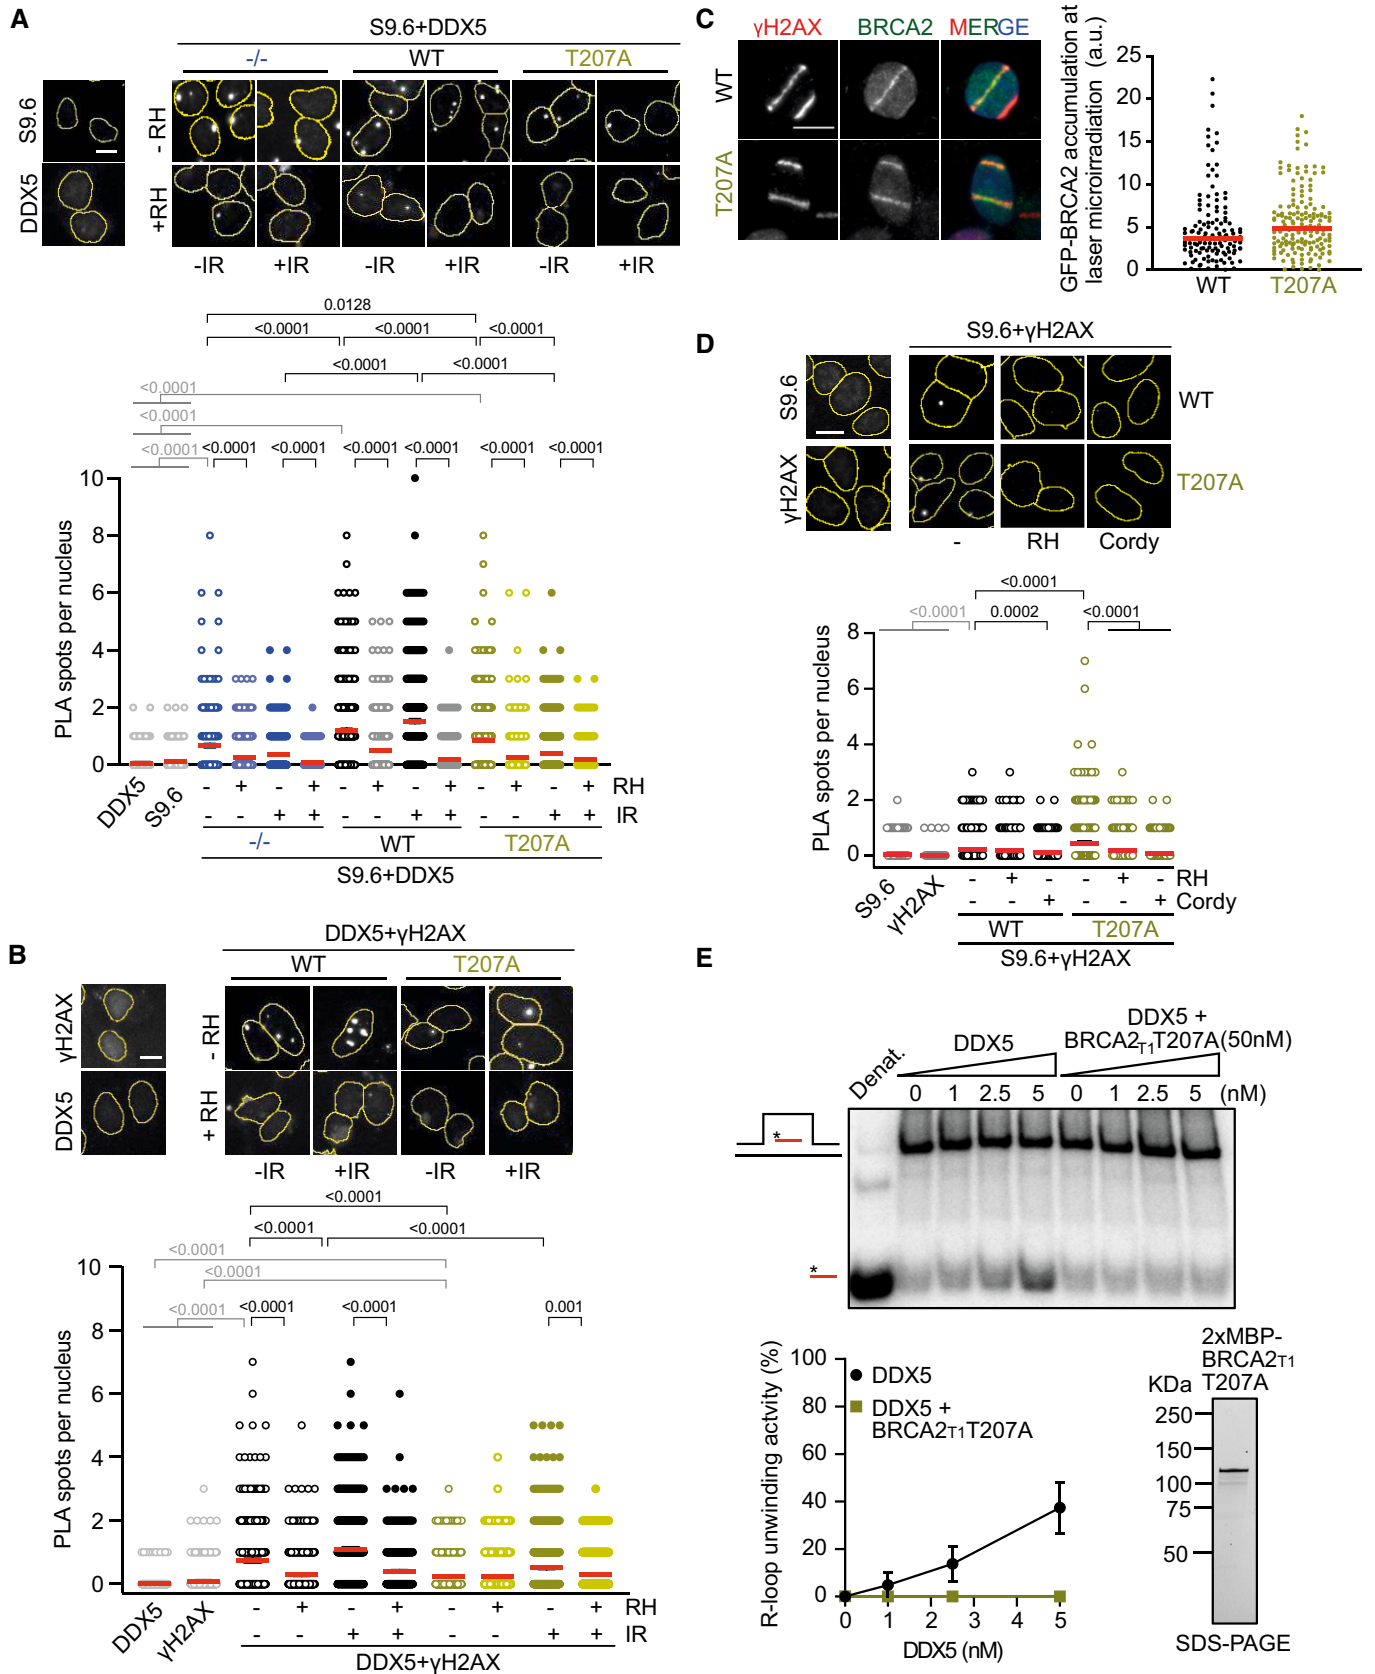 A
S9.6+DDX5
-/-
WT
T207A
S9.6
DDX5
- RH
+RH
-IR
+IR
-IR
+IR
-IR
+IR
0.0128
<0.0001
<0.0001
<0.0001
<0.0001
<0.0001
<0.0001
<0.0001
<0.0001
<0.0001
<0.0001
<0.0001
<0.0001
<0.0001
<0.0001
PLA spots per nucleus
10
8
6
4
2
0
DDX5
S9.6
- + - + - + - + - + - + RH
- - + + - - + + - - + + IR
-/-
WT
T207A
S9.6+DDX5
B
DDX5+γH2AX
WT
T207A
γH2AX
DDX5
- RH
+ RH
-IR
+IR
-IR
+IR
<0.0001
<0.0001
<0.0001
<0.0001
<0.0001
<0.0001
<0.0001
<0.0001
0.001
PLA spots per nucleus
10
8
6
4
2
0
DDX5
γH2AX
- + - + - + - + RH
- - + + - - + + IR
DDX5+γH2AX
C
γH2AX
BRCA2
MERGE
WT
T207A
GFP-BRCA2 accumulation at
laser microirradiation (a.u.)
25
20
15
10
5
0
WT
T207A
D
S9.6+γH2AX
S9.6
γH2AX
WT
T207A
-
RH
Cordy
<0.0001
<0.0001
0.0002
<0.0001
PLA spots per nucleus
8
6
4
2
0
S9.6
γH2AX
- + - - + - RH
- - + - - + Cordy
WT
T207A
S9.6+γH2AX
E
Denat.
DDX5
DDX5 +
BRCA2T1T207A(50nM)
0 1 2.5 5 0 1 2.5 5 (nM)
*
*
R-loop unwinding actvity (%)
100
80
60
40
20
0
DDX5
DDX5 +
BRCA2T1T207A
0 1 2 3 4 5
DDX5 (nM)
2xMBP-
BRCA2T1
T207A
KDa
250
150
100
75
50
SDS-PAGE